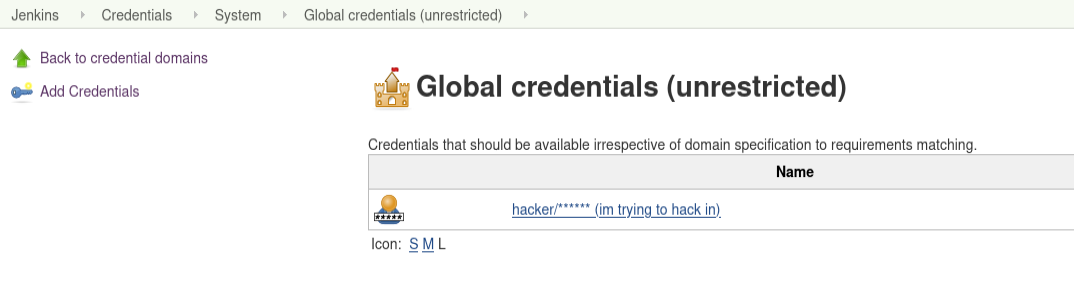 Jenkins Credentials System Global credentials (unrestricted)
Back to credential domains
Add Credentials
Global credentials (unrestricted)
Credentials that should be available irrespective of domain specification to requirements matching.
Name
hacker/****** (im trying to hack in)
Icon: S M L